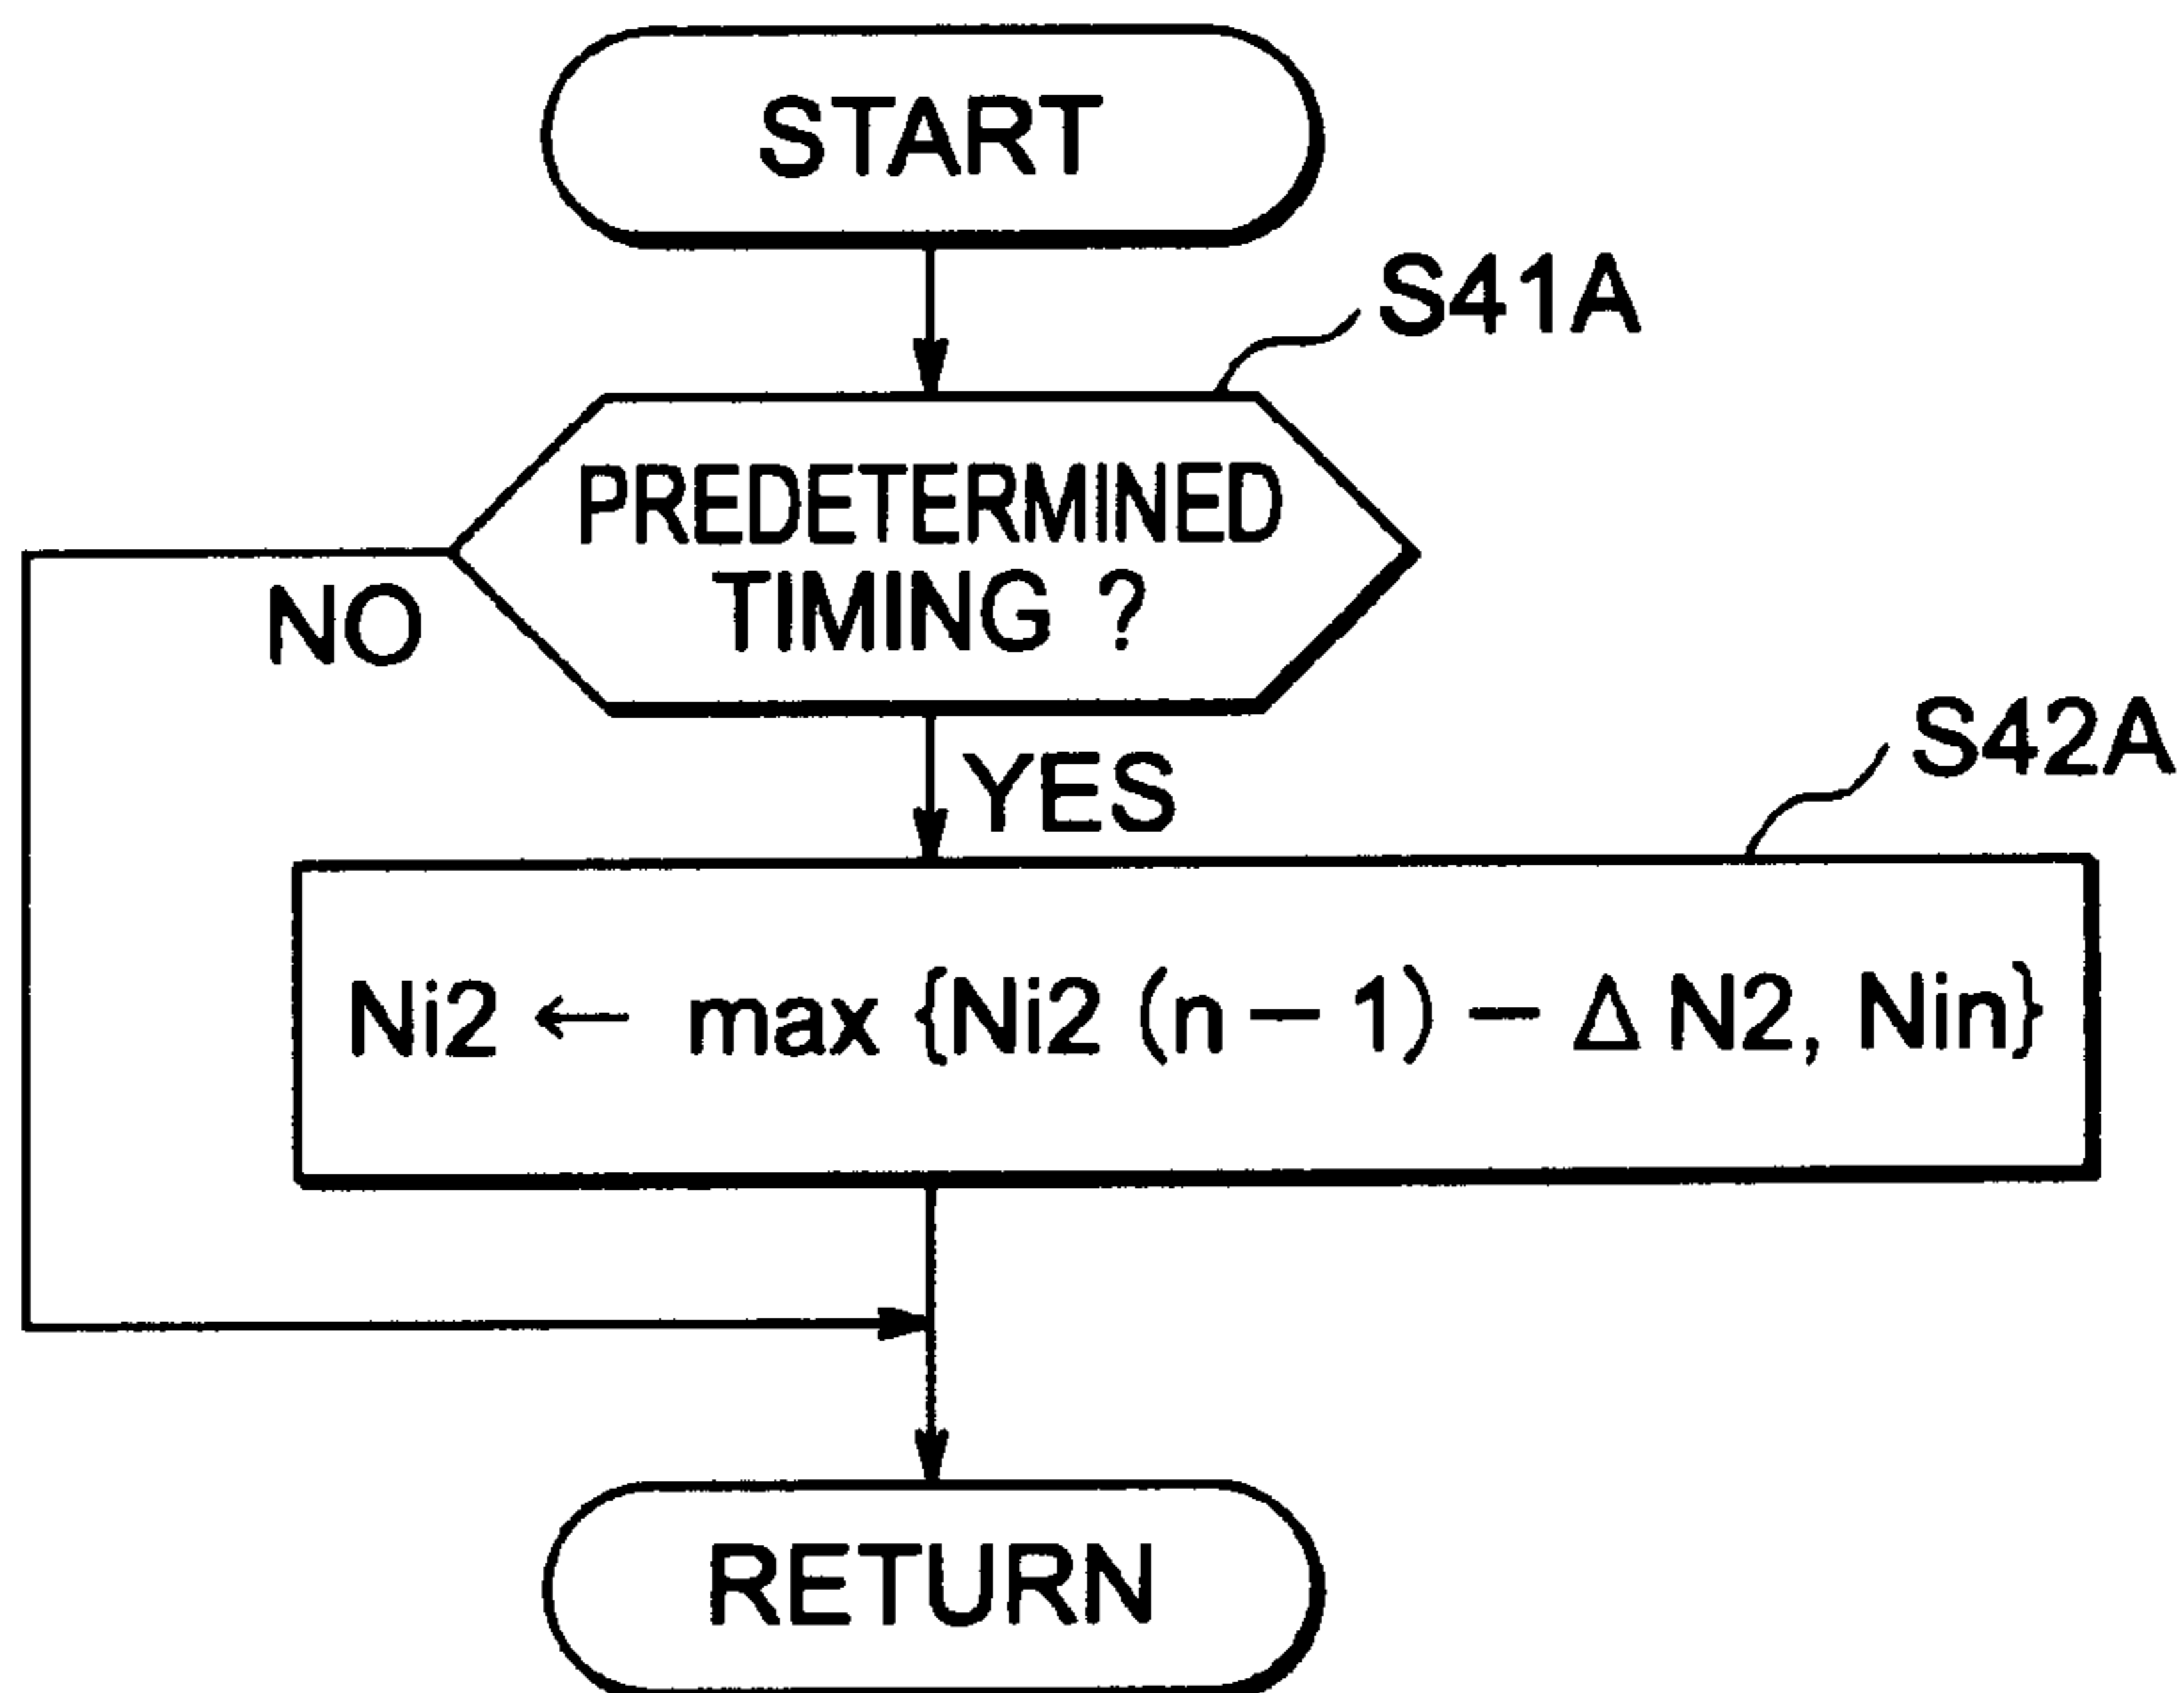 START
S41A
PREDETERMINED
TIMING ?
NO
YES
S42A
Ni2 ← max {Ni2 (n − 1) − Δ N2, Nin}
RETURN